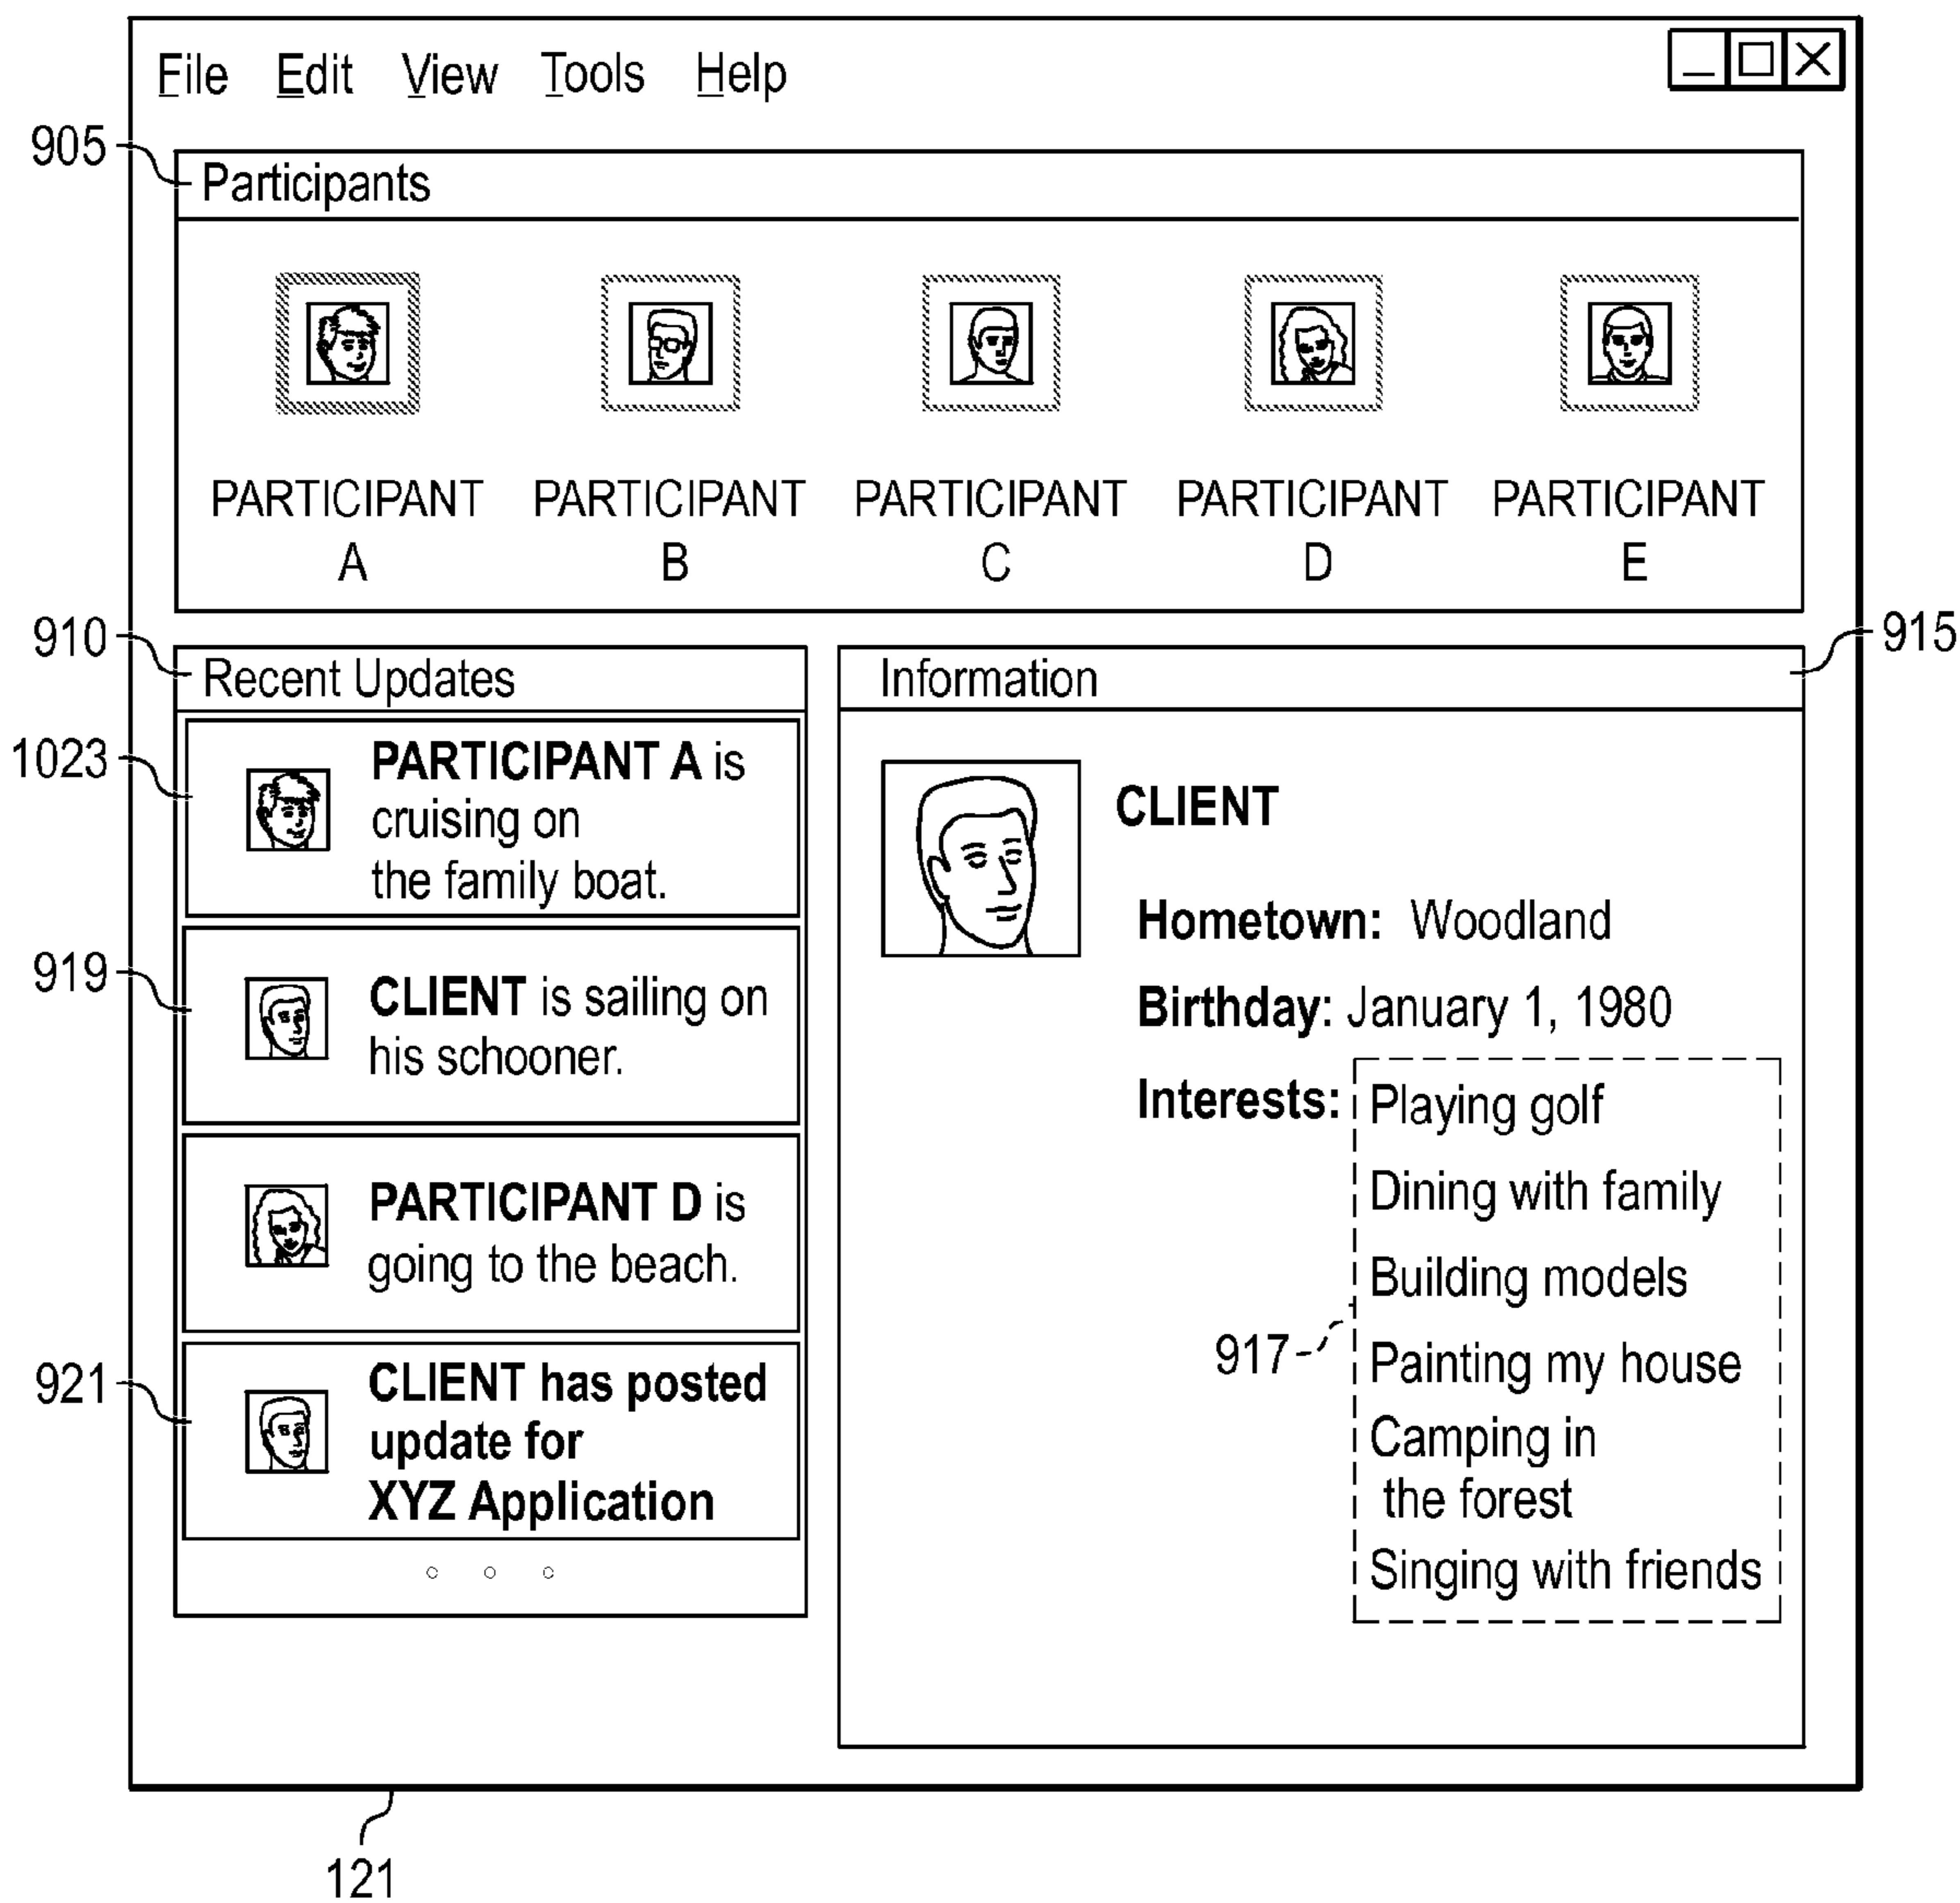 File Edit View Tools Help
905
Participants
PARTICIPANT A
PARTICIPANT B
PARTICIPANT C
PARTICIPANT D
PARTICIPANT E
910
Recent Updates
1023
PARTICIPANT A is
cruising on
the family boat.
919
CLIENT is sailing on
his schooner.
PARTICIPANT D is
going to the beach.
921
CLIENT has posted
update for
XYZ Application
915
Information
CLIENT
Hometown: Woodland
Birthday: January 1, 1980
Interests: Playing golf
Dining with family
Building models
917
Painting my house
Camping in
the forest
Singing with friends
121